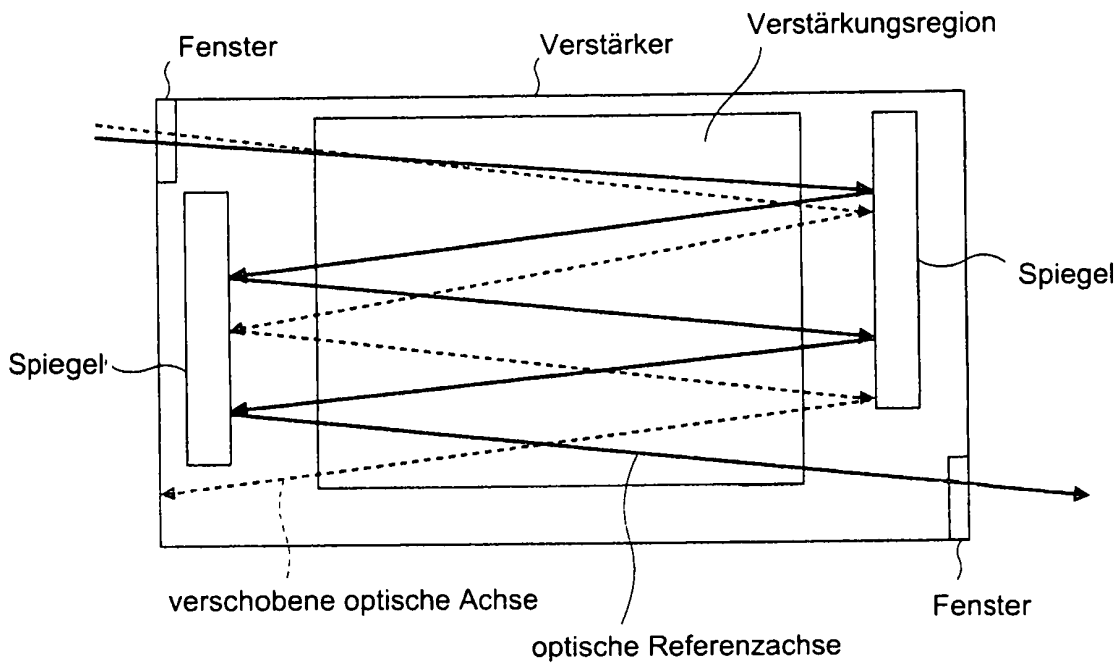 Verstärkungsregion
Fenster
Verstärker
Spiegel
Spiegel
verschobene optische Achse
Fenster
optische Referenzachse